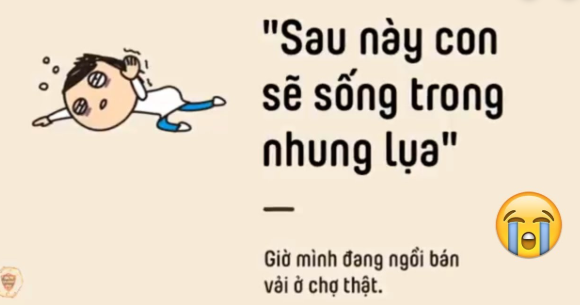 "Sau này con
sẽ sống trong
nhung lụa"
Giờ mình đang ngồi bán
vải ở chợ thật.